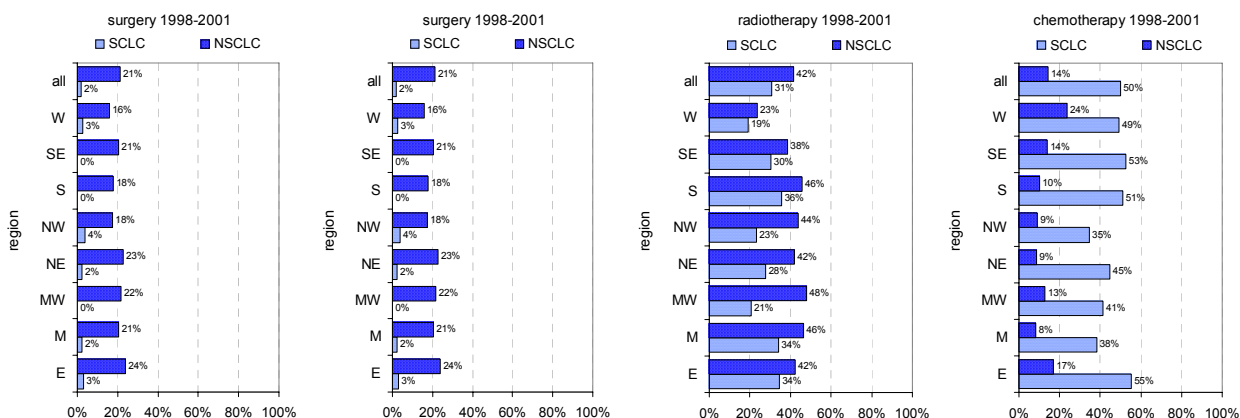 surgery 1998-2001
SCLC NSCLC
region
all 21% 2%
W 16% 3%
SE 21% 0%
S 18% 0%
NW 18% 4%
NE 23% 2%
MW 22% 0%
M 21% 2%
E 24% 3%
0% 20% 40% 60% 80% 100%
surgery 1998-2001
SCLC NSCLC
region
all 21% 2%
W 16% 3%
SE 21% 0%
S 18% 0%
NW 18% 4%
NE 23% 2%
MW 22% 0%
M 21% 2%
E 24% 3%
0% 20% 40% 60% 80% 100%
radiotherapy 1998-2001
SCLC NSCLC
region
all 42% 31%
W 23% 19%
SE 38% 30%
S 46% 36%
NW 44% 23%
NE 42% 28%
MW 48% 21%
M 46% 34%
E 42% 34%
0% 20% 40% 60% 80% 100%
chemotherapy 1998-2001
SCLC NSCLC
region
all 14% 50%
W 24% 49%
SE 14% 53%
S 10% 51%
NW 9% 35%
NE 9% 45%
MW 13% 41%
M 8% 38%
E 17% 55%
0% 20% 40% 60% 80% 100%